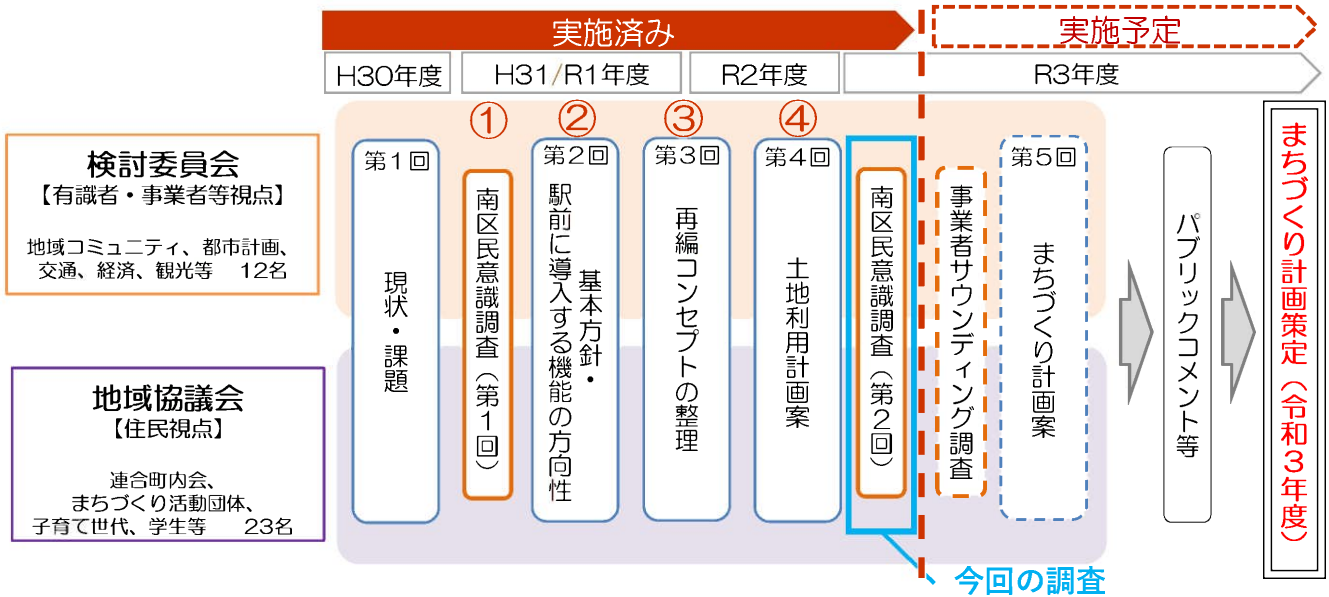 実施済み
実施予定
H30年度
H31/R1年度
R2年度
R3年度
①
②
③
④
検討委員会
【有識者・事業者等視点】
地域コミュニティ、都市計画、
交通、経済、観光等 12名
地域協議会
【住民視点】
連合町内会、
まちづくり活動団体、
子育て世代、学生等 23名
第1回
現状・課題
南区民意識調査（第1回）
第2回
基本方針・
駅前に導入する機能の方向性
第3回
再編コンセプトの整理
第4回
土地利用計画案
南区民意識調査（第2回）
事業者サウンディング調査
第5回
まちづくり計画案
パブリックコメント等
まちづくり計画策定（令和3年度）
今回の調査